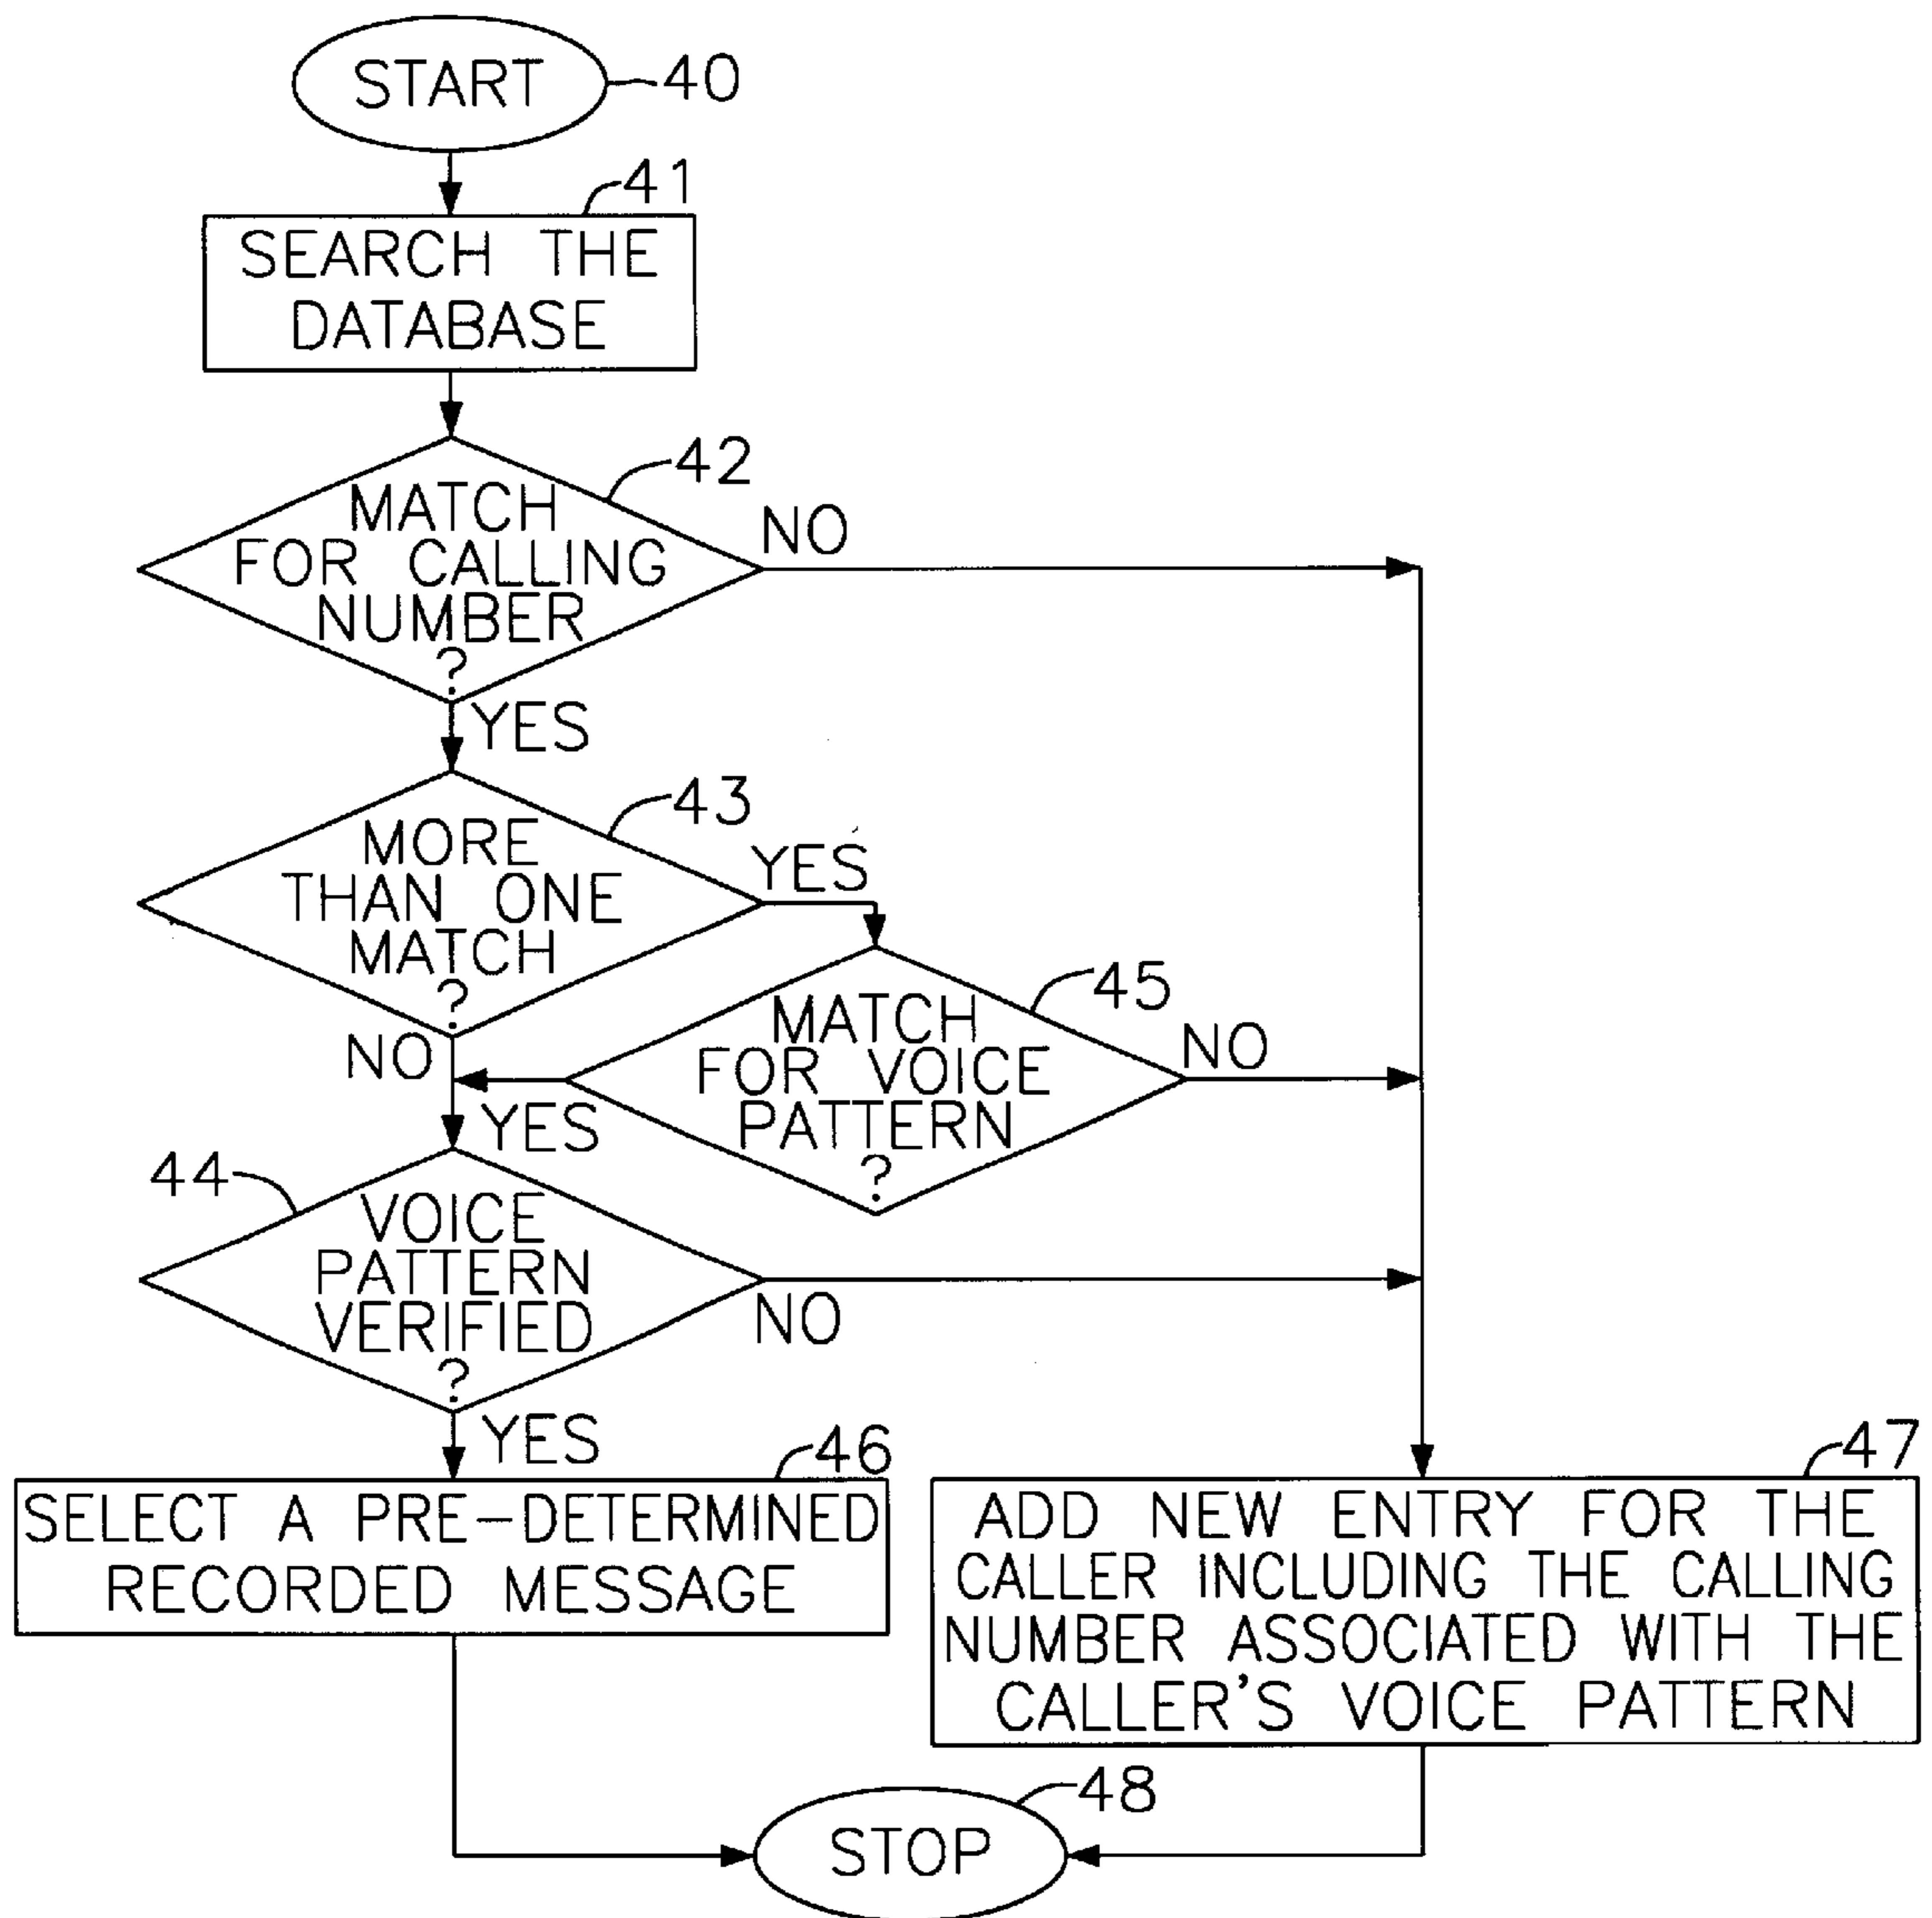 START
40
41
SEARCH THE
DATABASE
42
MATCH
FOR CALLING
NUMBER
?
NO
YES
43
MORE
THAN ONE
MATCH
?
YES
NO
45
MATCH
FOR VOICE
PATTERN
?
NO
YES
44
VOICE
PATTERN
VERIFIED
?
NO
YES
46
SELECT A PRE-DETERMINED
RECORDED MESSAGE
47
ADD NEW ENTRY FOR THE
CALLER INCLUDING THE CALLING
NUMBER ASSOCIATED WITH THE
CALLER'S VOICE PATTERN
48
STOP